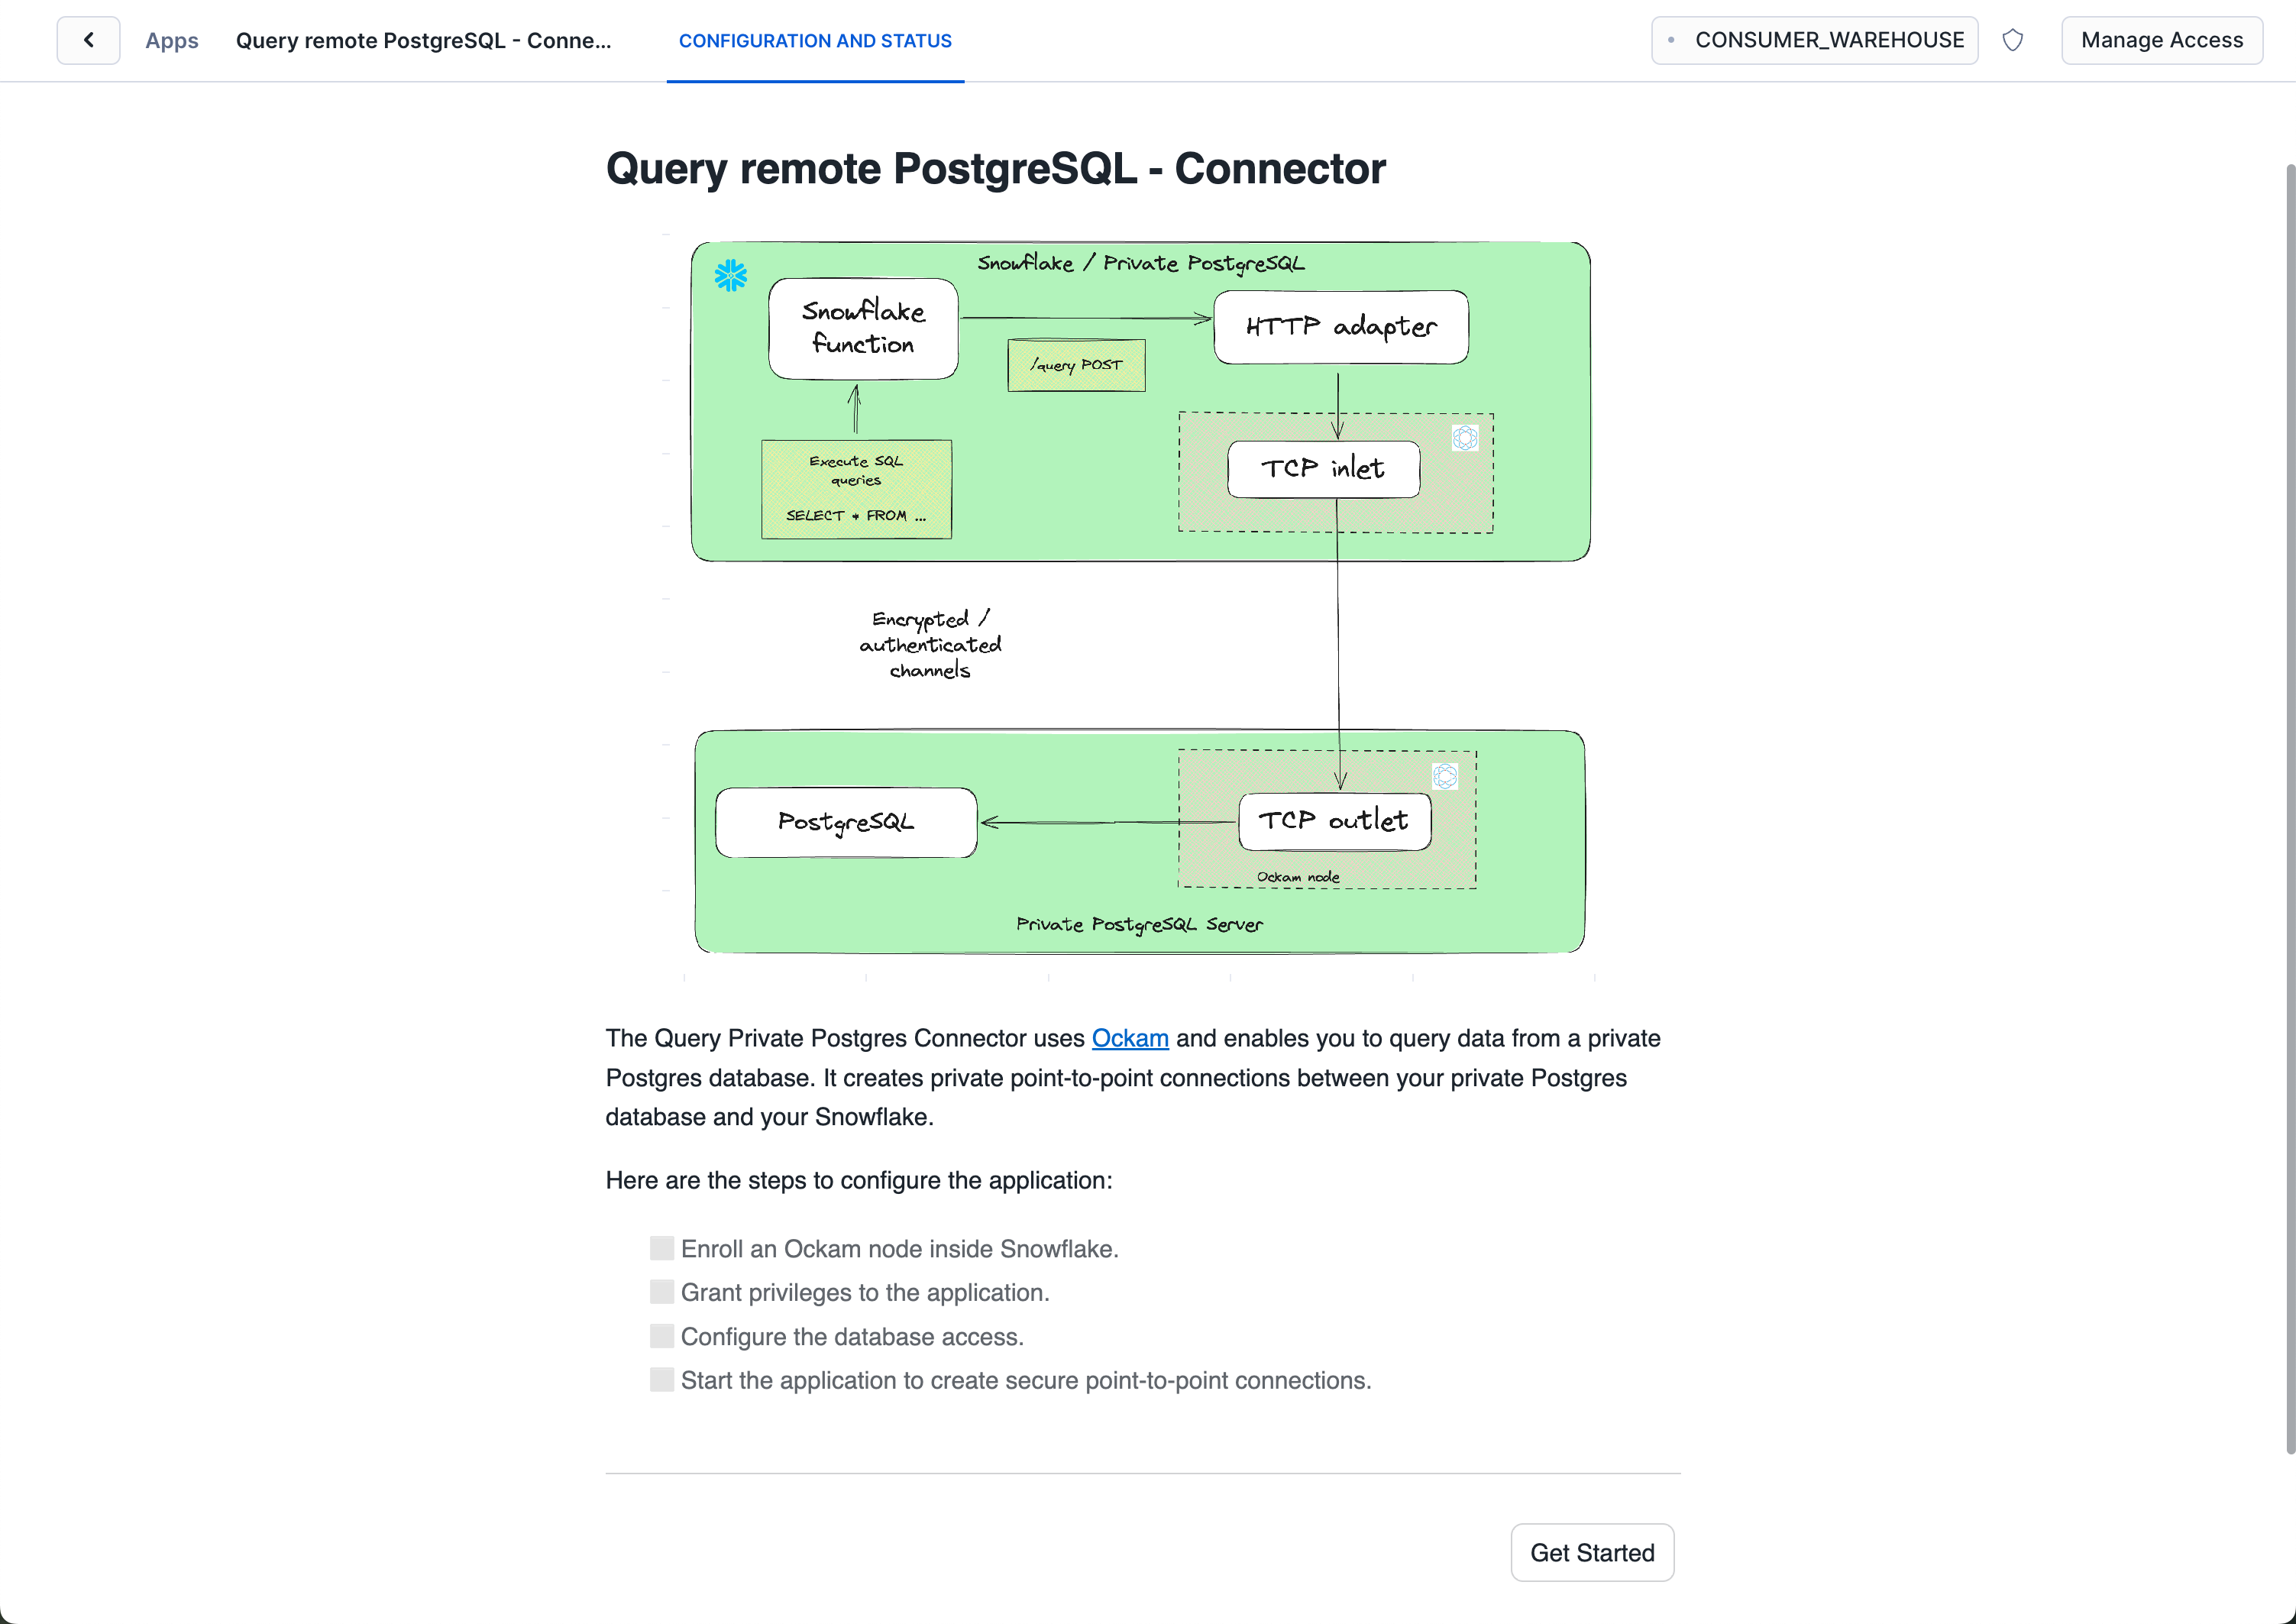 Apps
Query remote PostgreSQL - Conne...
CONFIGURATION AND STATUS
CONSUMER_WAREHOUSE
Manage Access
Query remote PostgreSQL - Connector
Snowflake / Private PostgreSQL
Snowflake
function
HTTP adapter
/query POST
Execute SQL
queries
SELECT * FROM ...
TCP inlet
Encrypted /
authenticated
channels
PostgreSQL
TCP outlet
Ockam node
Private PostgreSQL Server
The Query Private Postgres Connector uses Ockam and enables you to query data from a private
Postgres database. It creates private point-to-point connections between your private Postgres
database and your Snowflake.
Here are the steps to configure the application:
Enroll an Ockam node inside Snowflake.
Grant privileges to the application.
Configure the database access.
Start the application to create secure point-to-point connections.
Get Started